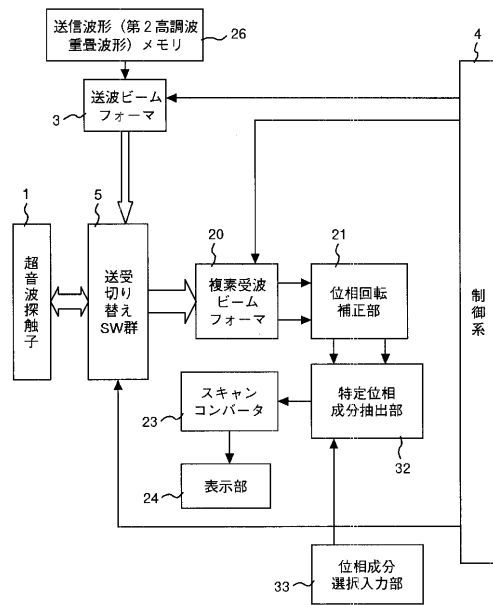 送信波形（第２高調波
重畳波形）メモリ
26
4
送波ビーム
フォーマ
3
1
5
20
21
超音波探触子
送受
切り
替え
SW群
複素受波
ビーム
フォーマ
位相回転
補正部
制御系
スキャン
コンバータ
23
特定位相
成分抽出部
32
表示部
24
位相成分
選択入力部
33